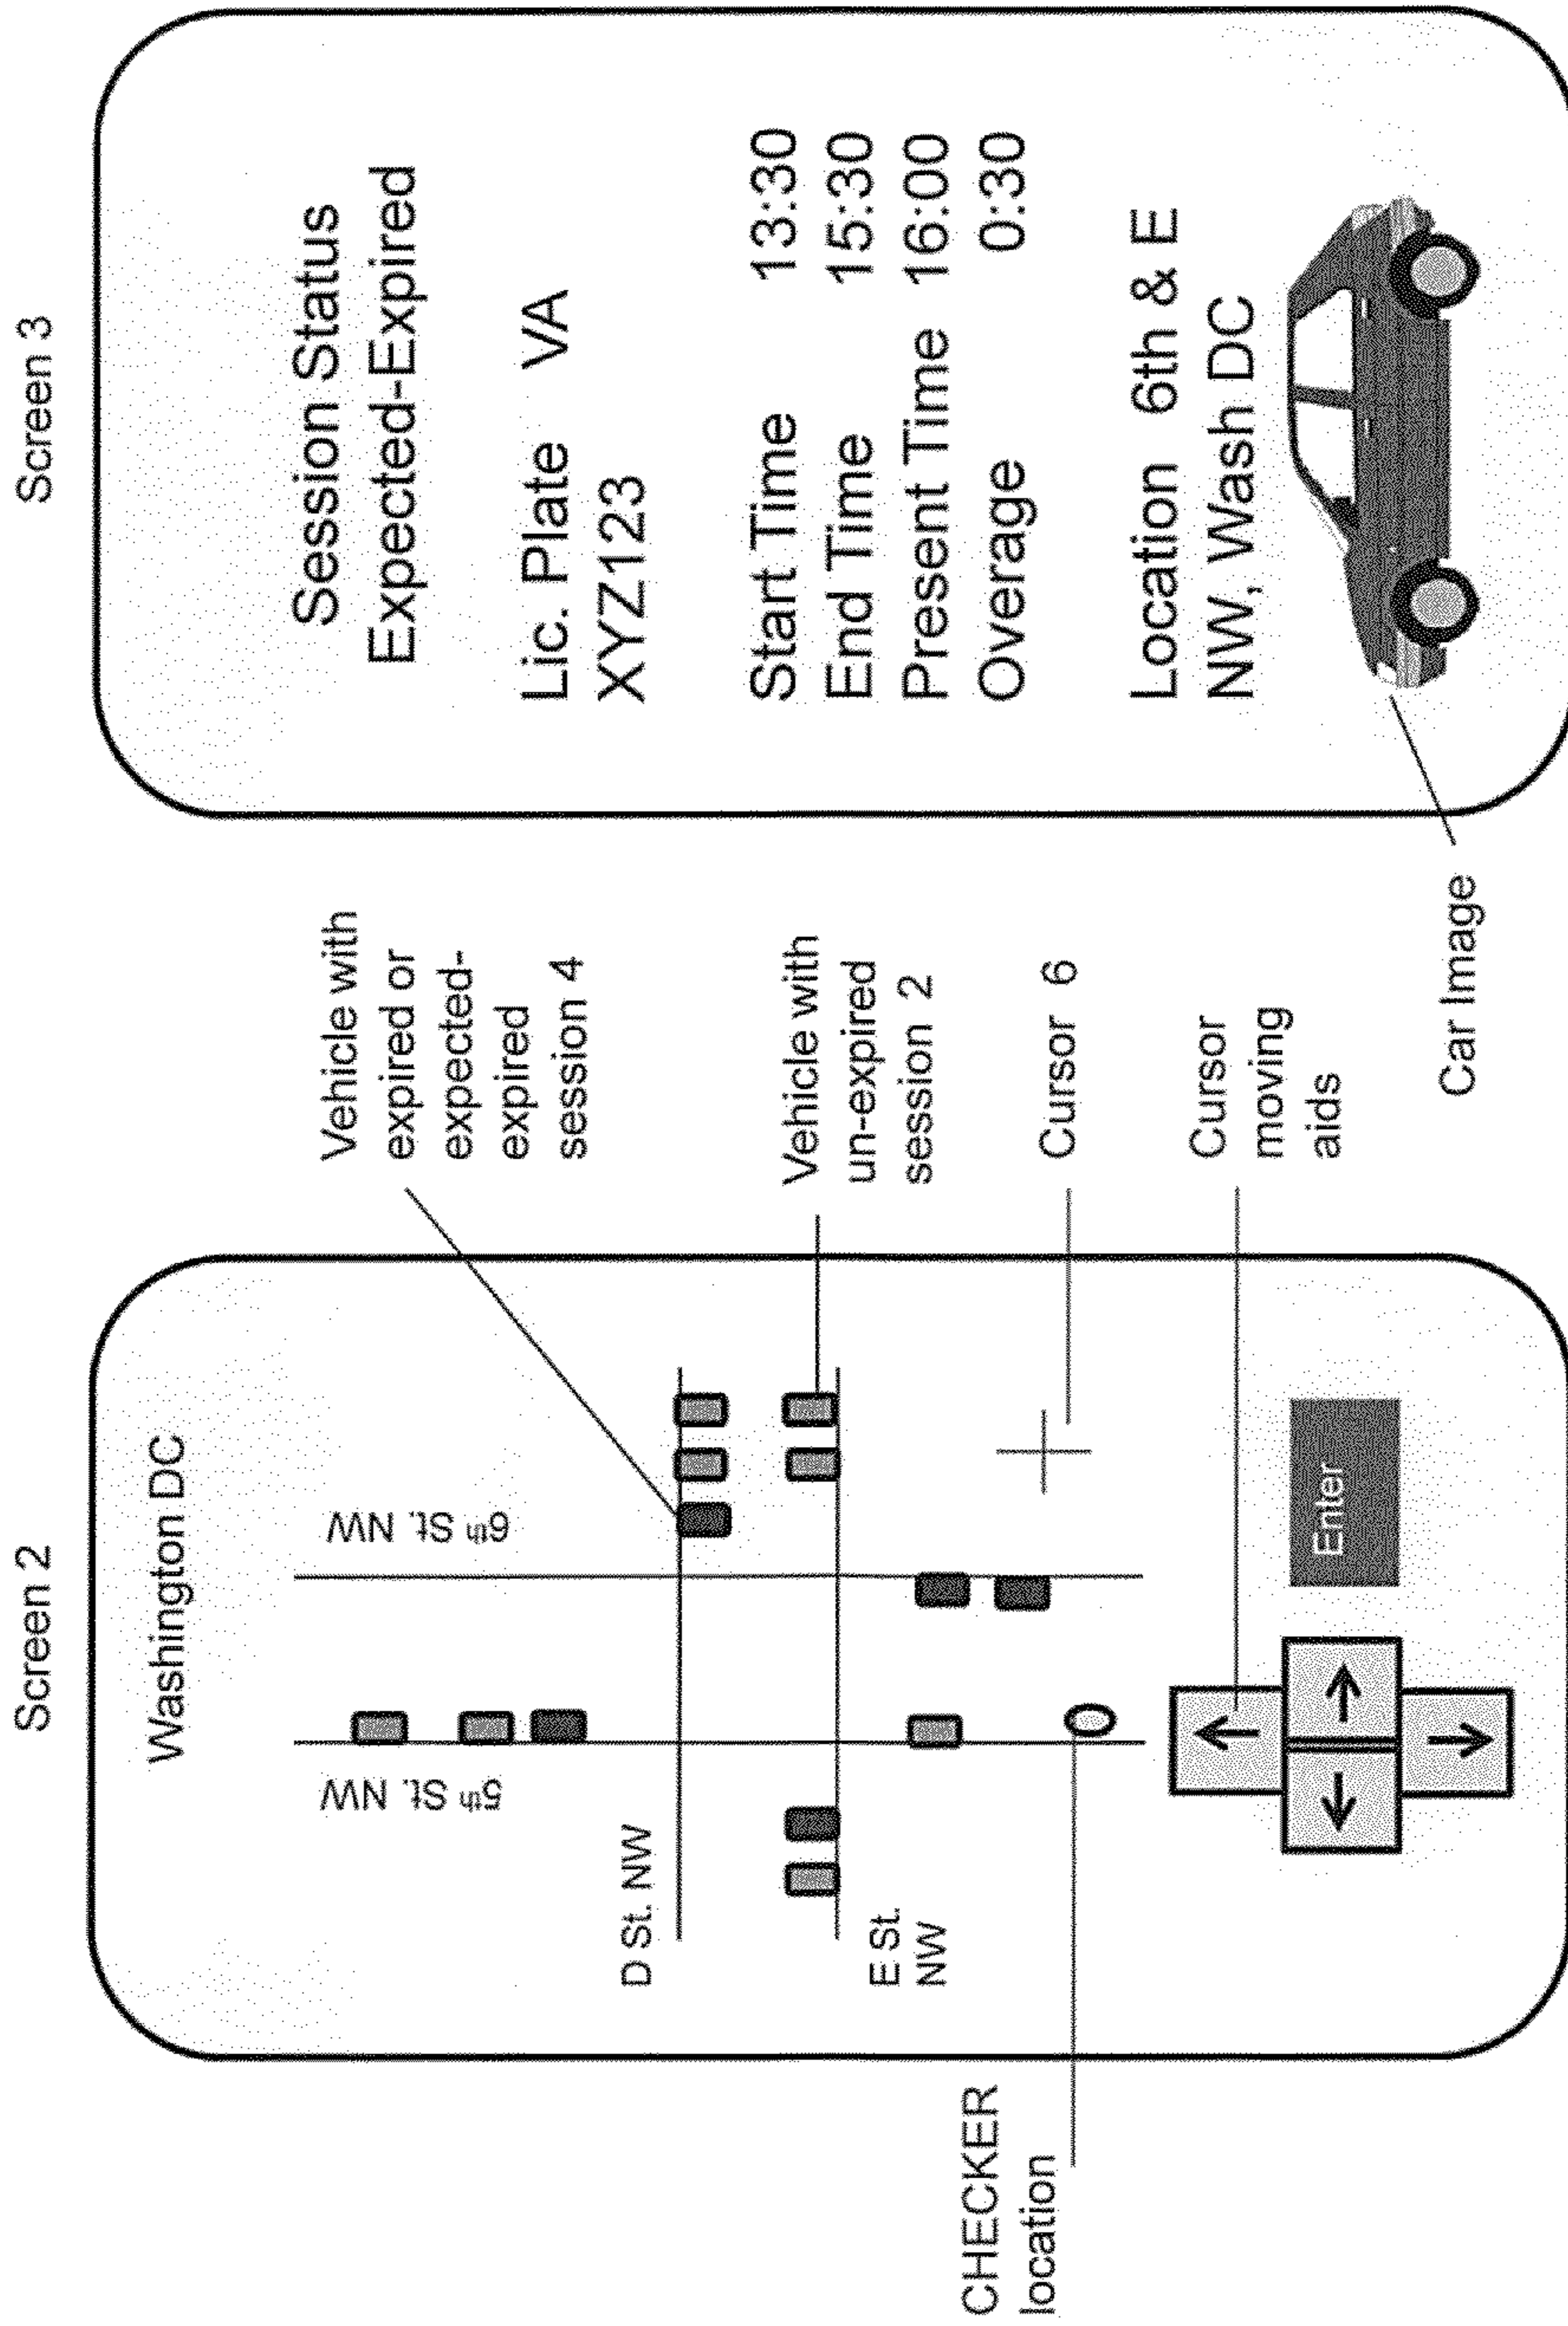 Screen 2
Washington DC
5th St. NW
6th St. NW
D St. NW
E St.
NW
Enter
CHECKER
location
Vehicle with
expired or
expected-
expired
session 4
Vehicle with
un-expired
session 2
Cursor 6
Cursor
moving
aids
Car Image
Screen 3
Session Status
Expected-Expired
Lic. Plate VA
XYZ123
Start Time 13:30
End Time 15:30
Present Time 16:00
Overage 0:30
Location 6th & E
NW, Wash DC